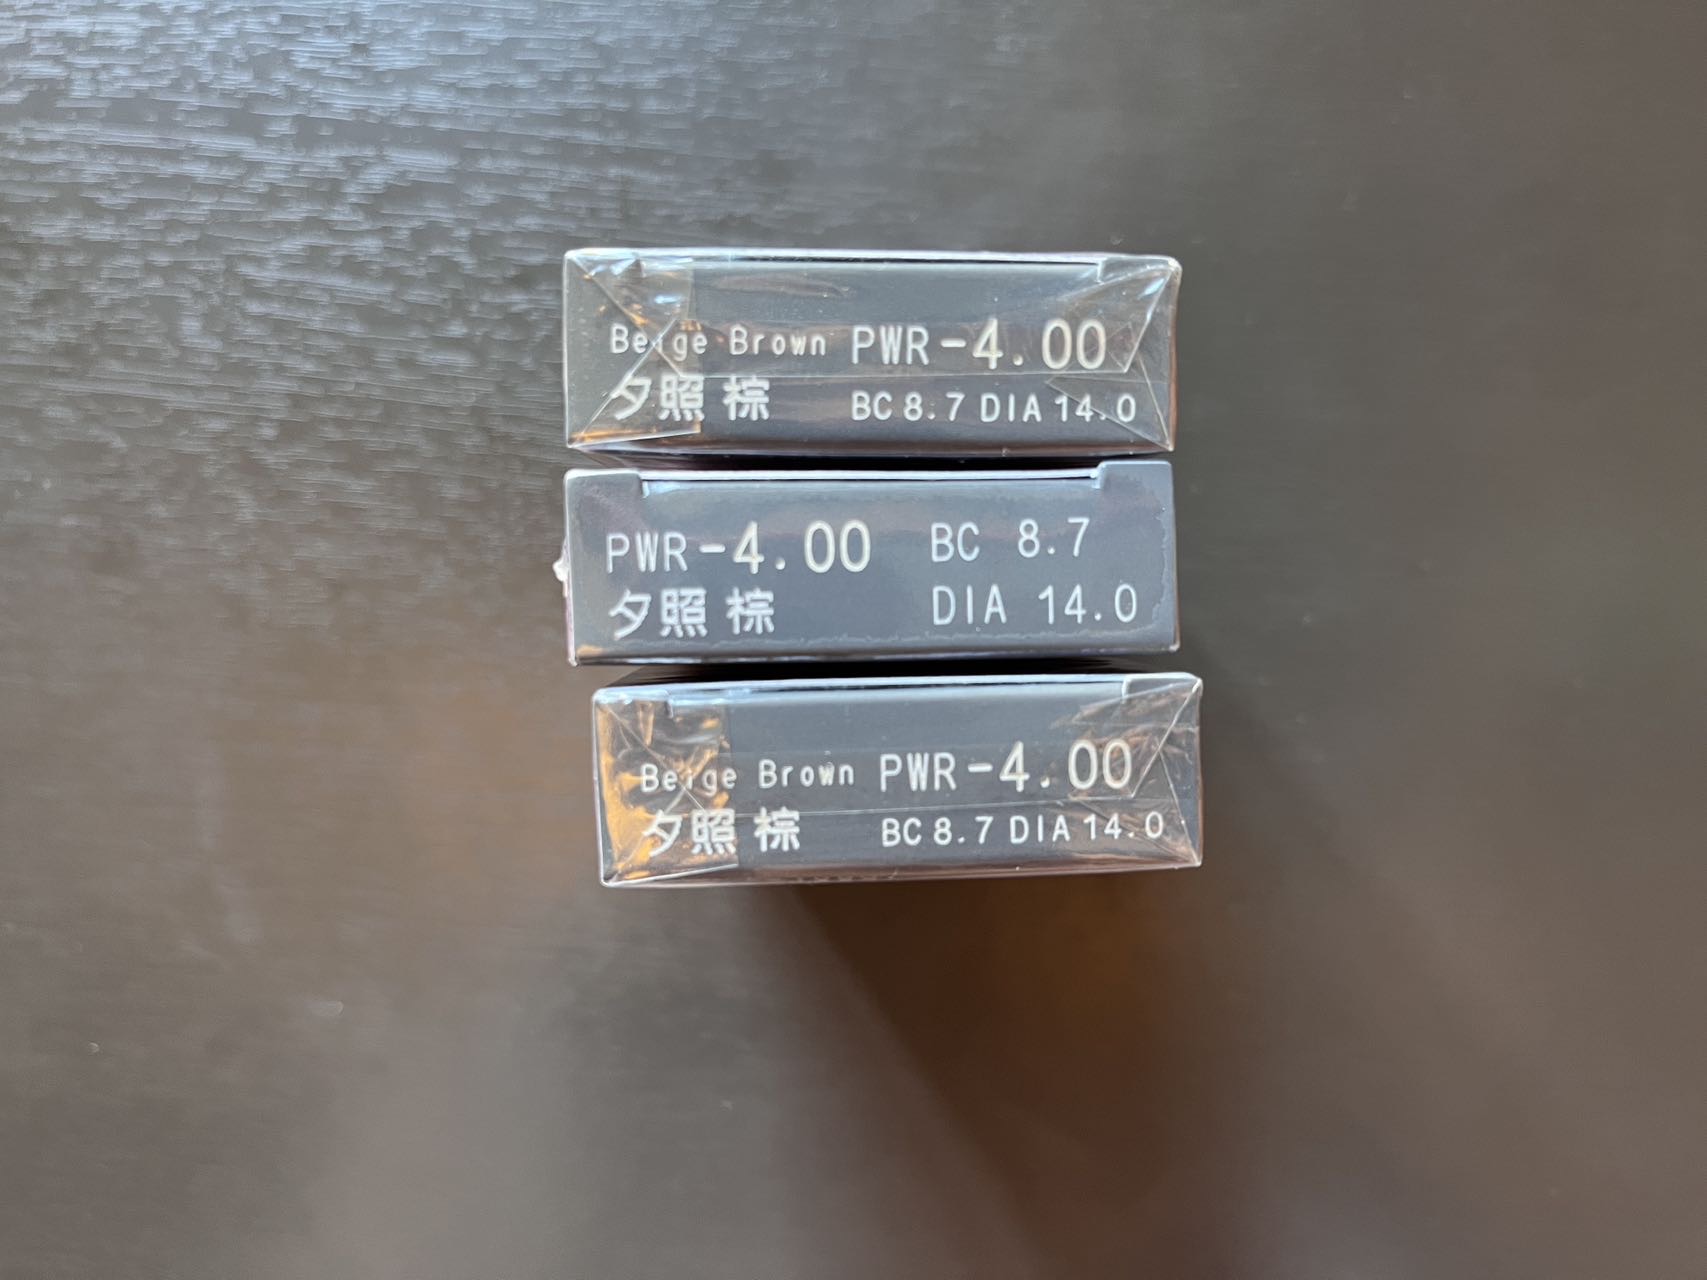 Beige Brown PWR -4.00
夕照棕 BC 8.7 DIA 14.0
PWR -4.00 BC 8.7
夕照棕 DIA 14.0
Beige Brown PWR -4.00
夕照棕 BC 8.7 DIA 14.0